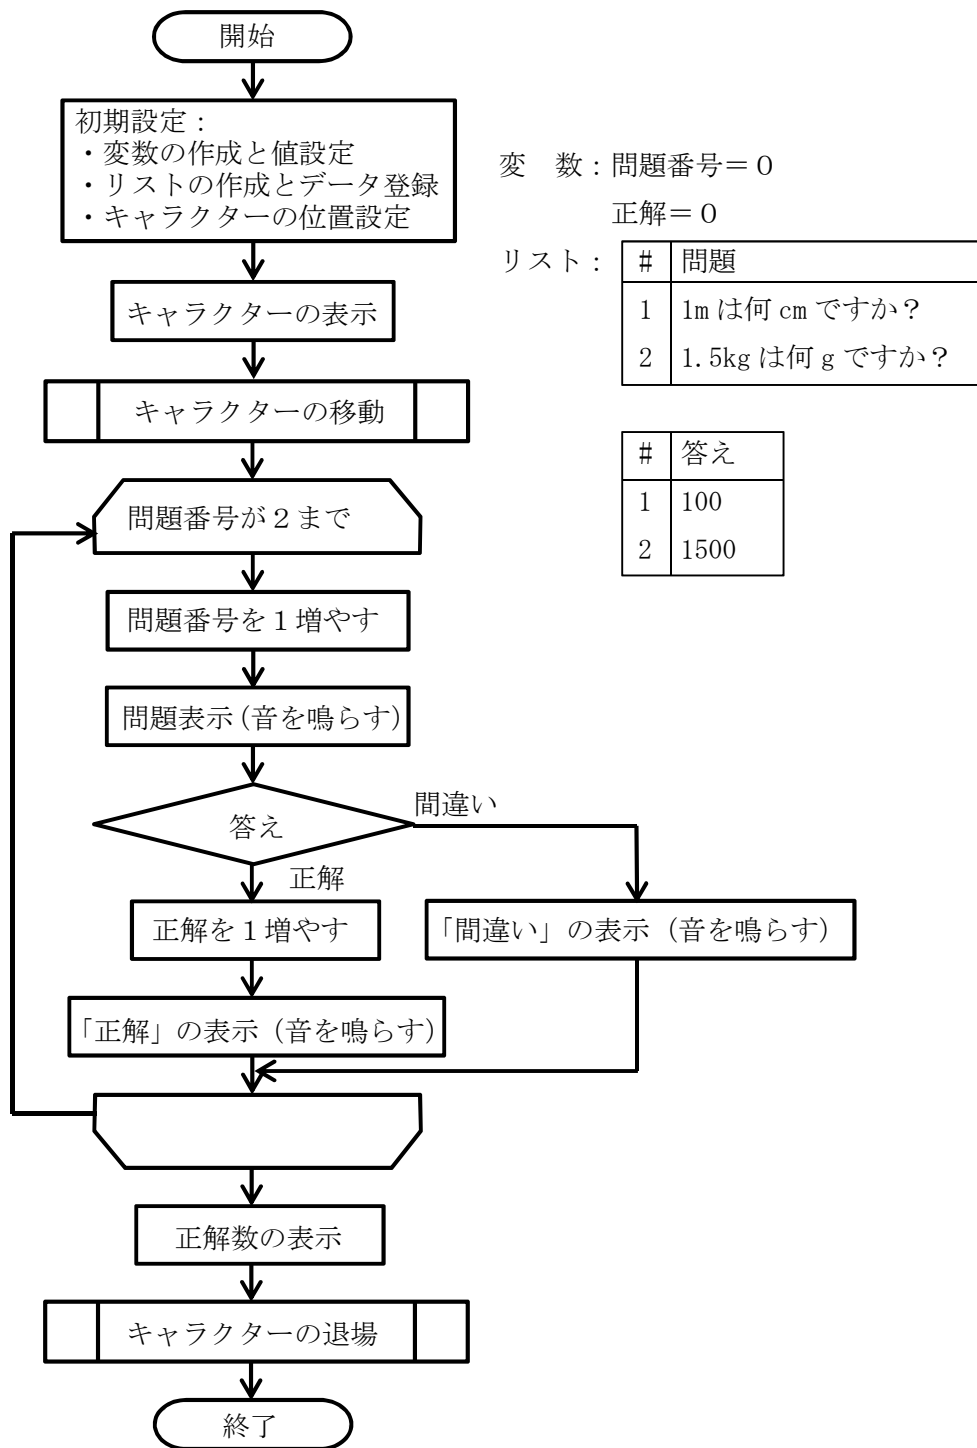 開始
初期設定：
・変数の作成と値設定
・リストの作成とデータ登録
・キャラクターの位置設定
変　数：問題番号＝０
正解＝０
リスト：
# 問題
1 1m は何 cm ですか？
2 1.5kg は何 g ですか？
# 答え
1 100
2 1500
キャラクターの表示
キャラクターの移動
問題番号が２まで
問題番号を１増やす
問題表示(音を鳴らす)
答え
間違い
正解
正解を１増やす
「間違い」の表示（音を鳴らす）
「正解」の表示（音を鳴らす）
正解数の表示
キャラクターの退場
終了